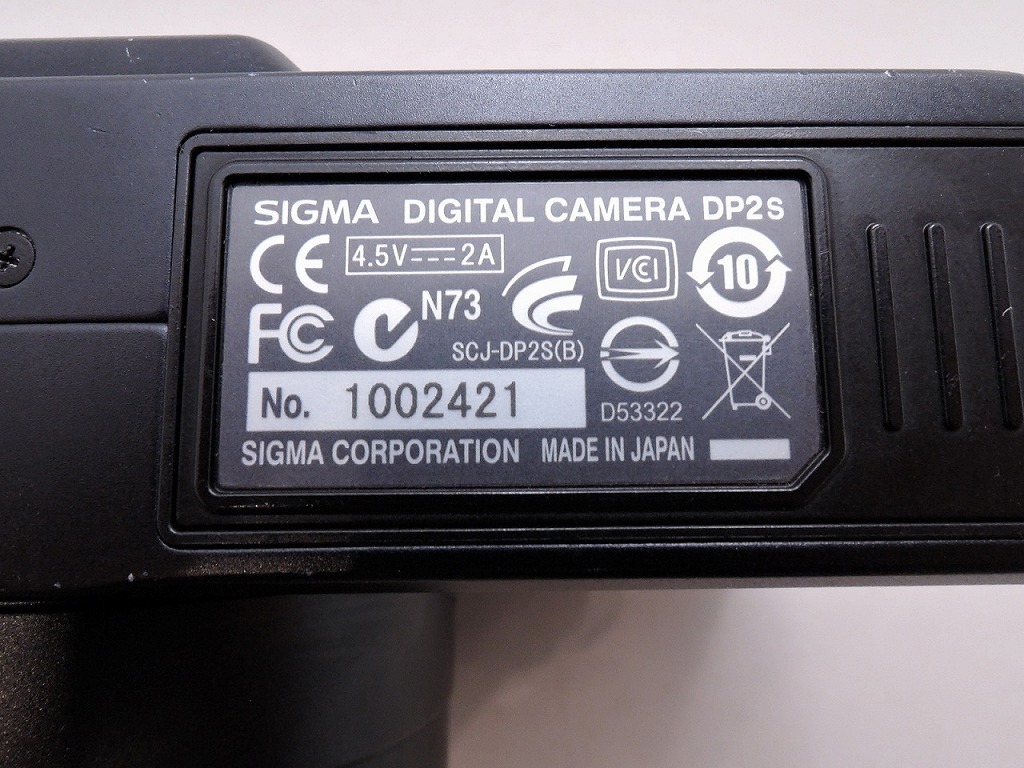 SIGMA DIGITAL CAMERA DP2S
CE 4.5V⎓2A VCCI 10
FC N73
SCJ-DP2S(B)
No. 1002421 D53322
SIGMA CORPORATION MADE IN JAPAN